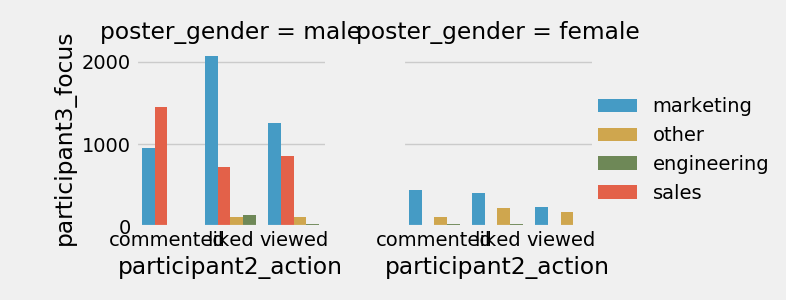 poster_gender = male
poster_gender = female
participant3_focus
2000
1000
0
commented
liked
viewed
participant2_action
commented
liked
viewed
participant2_action
marketing
other
engineering
sales